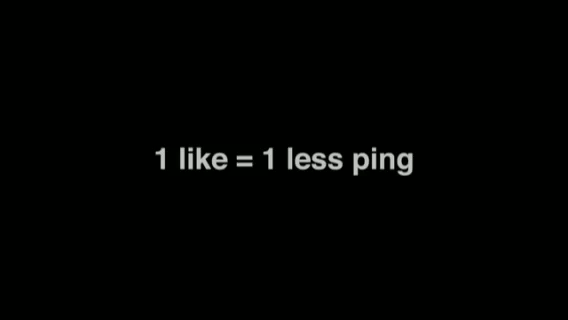 1 like = 1 less ping